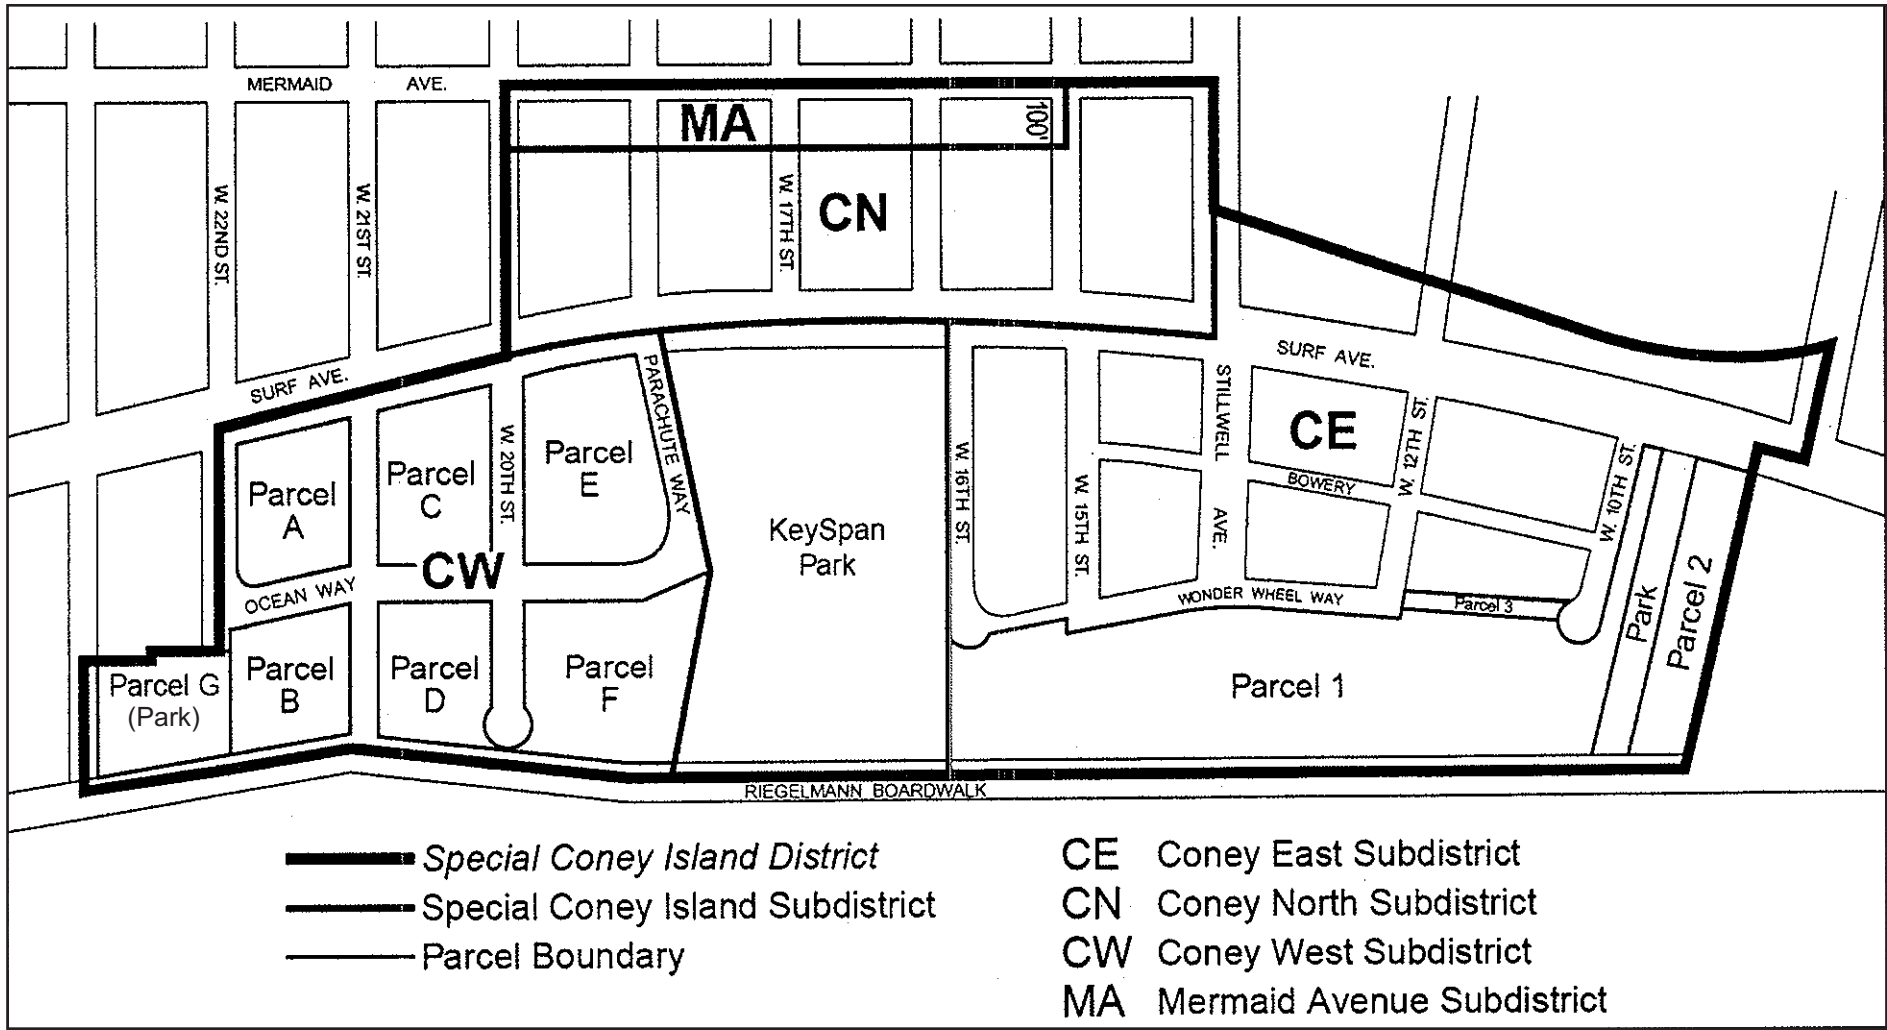 MERMAID AVE.
MA
100'
W. 22ND ST.
W. 21ST ST.
W. 17TH ST.
CN
SURF AVE.
SURF AVE.
PARACHUTE WAY
STILLWELL AVE.
CE
W. 12TH ST.
W. 10TH ST.
BOWERY
Parcel
A
Parcel
C
W. 20TH ST.
Parcel
E
KeySpan
Park
W. 16TH ST.
W. 15TH ST.
CW
OCEAN WAY
WONDER WHEEL WAY
Parcel 3
Park
Parcel 2
Parcel G
(Park)
Parcel
B
Parcel
D
Parcel
F
Parcel 1
RIEGELMANN BOARDWALK
Special Coney Island District
Special Coney Island Subdistrict
Parcel Boundary
CE Coney East Subdistrict
CN Coney North Subdistrict
CW Coney West Subdistrict
MA Mermaid Avenue Subdistrict